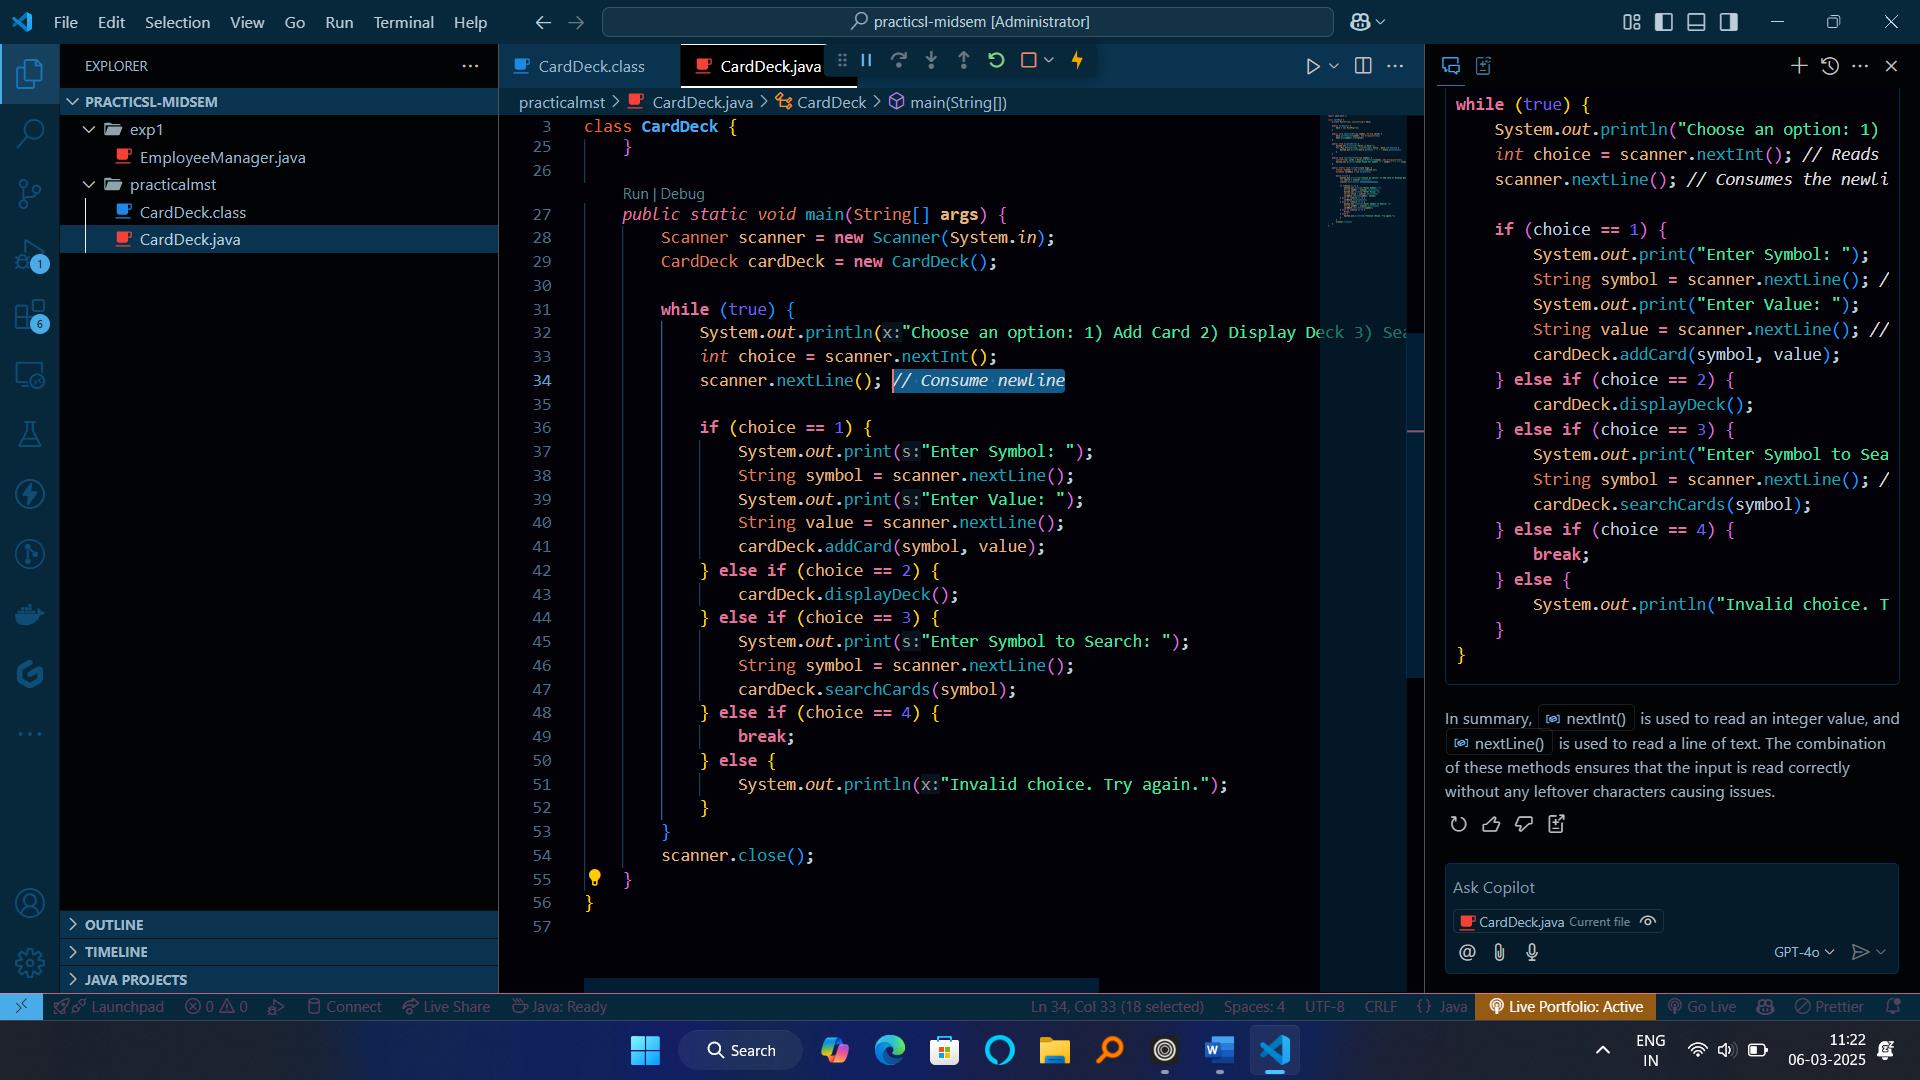 File Edit Selection View Go Run Terminal Help
practicsl-midsem [Administrator]
EXPLORER
PRACTICSL-MIDSEM
exp1
EmployeeManager.java
practicalmst
CardDeck.class
CardDeck.java
OUTLINE
TIMELINE
JAVA PROJECTS
1
6
CardDeck.class
CardDeck.java
practicalmst > CardDeck.java > CardDeck > main(String[])
3 class CardDeck {
25 }
26
Run | Debug
27 public static void main(String[] args) {
28 Scanner scanner = new Scanner(System.in);
29 CardDeck cardDeck = new CardDeck();
30
31 while (true) {
32 System.out.println(x:"Choose an option: 1) Add Card 2) Display Deck 3) Sea
33 int choice = scanner.nextInt();
34 scanner.nextLine(); // Consume newline
35
36 if (choice == 1) {
37 System.out.print(s:"Enter Symbol: ");
38 String symbol = scanner.nextLine();
39 System.out.print(s:"Enter Value: ");
40 String value = scanner.nextLine();
41 cardDeck.addCard(symbol, value);
42 } else if (choice == 2) {
43 cardDeck.displayDeck();
44 } else if (choice == 3) {
45 System.out.print(s:"Enter Symbol to Search: ");
46 String symbol = scanner.nextLine();
47 cardDeck.searchCards(symbol);
48 } else if (choice == 4) {
49 break;
50 } else {
51 System.out.println(x:"Invalid choice. Try again.");
52 }
53 }
54 scanner.close();
55 }
56 }
57
while (true) {
System.out.println("Choose an option: 1)
int choice = scanner.nextInt(); // Reads
scanner.nextLine(); // Consumes the newli
if (choice == 1) {
System.out.print("Enter Symbol: ");
String symbol = scanner.nextLine(); /
System.out.print("Enter Value: ");
String value = scanner.nextLine(); //
cardDeck.addCard(symbol, value);
} else if (choice == 2) {
cardDeck.displayDeck();
} else if (choice == 3) {
System.out.print("Enter Symbol to Sea
String symbol = scanner.nextLine(); /
cardDeck.searchCards(symbol);
} else if (choice == 4) {
break;
} else {
System.out.println("Invalid choice. T
}
}
In summary, nextInt() is used to read an integer value, and
nextLine() is used to read a line of text. The combination
of these methods ensures that the input is read correctly
without any leftover characters causing issues.
Ask Copilot
CardDeck.java Current file
GPT-4o
Launchpad 0 0 Connect Live Share Java: Ready Ln 34, Col 33 (18 selected) Spaces: 4 UTF-8 CRLF {} Java Live Portfolio: Active Go Live Prettier
Search
ENG
IN
11:22
06-03-2025